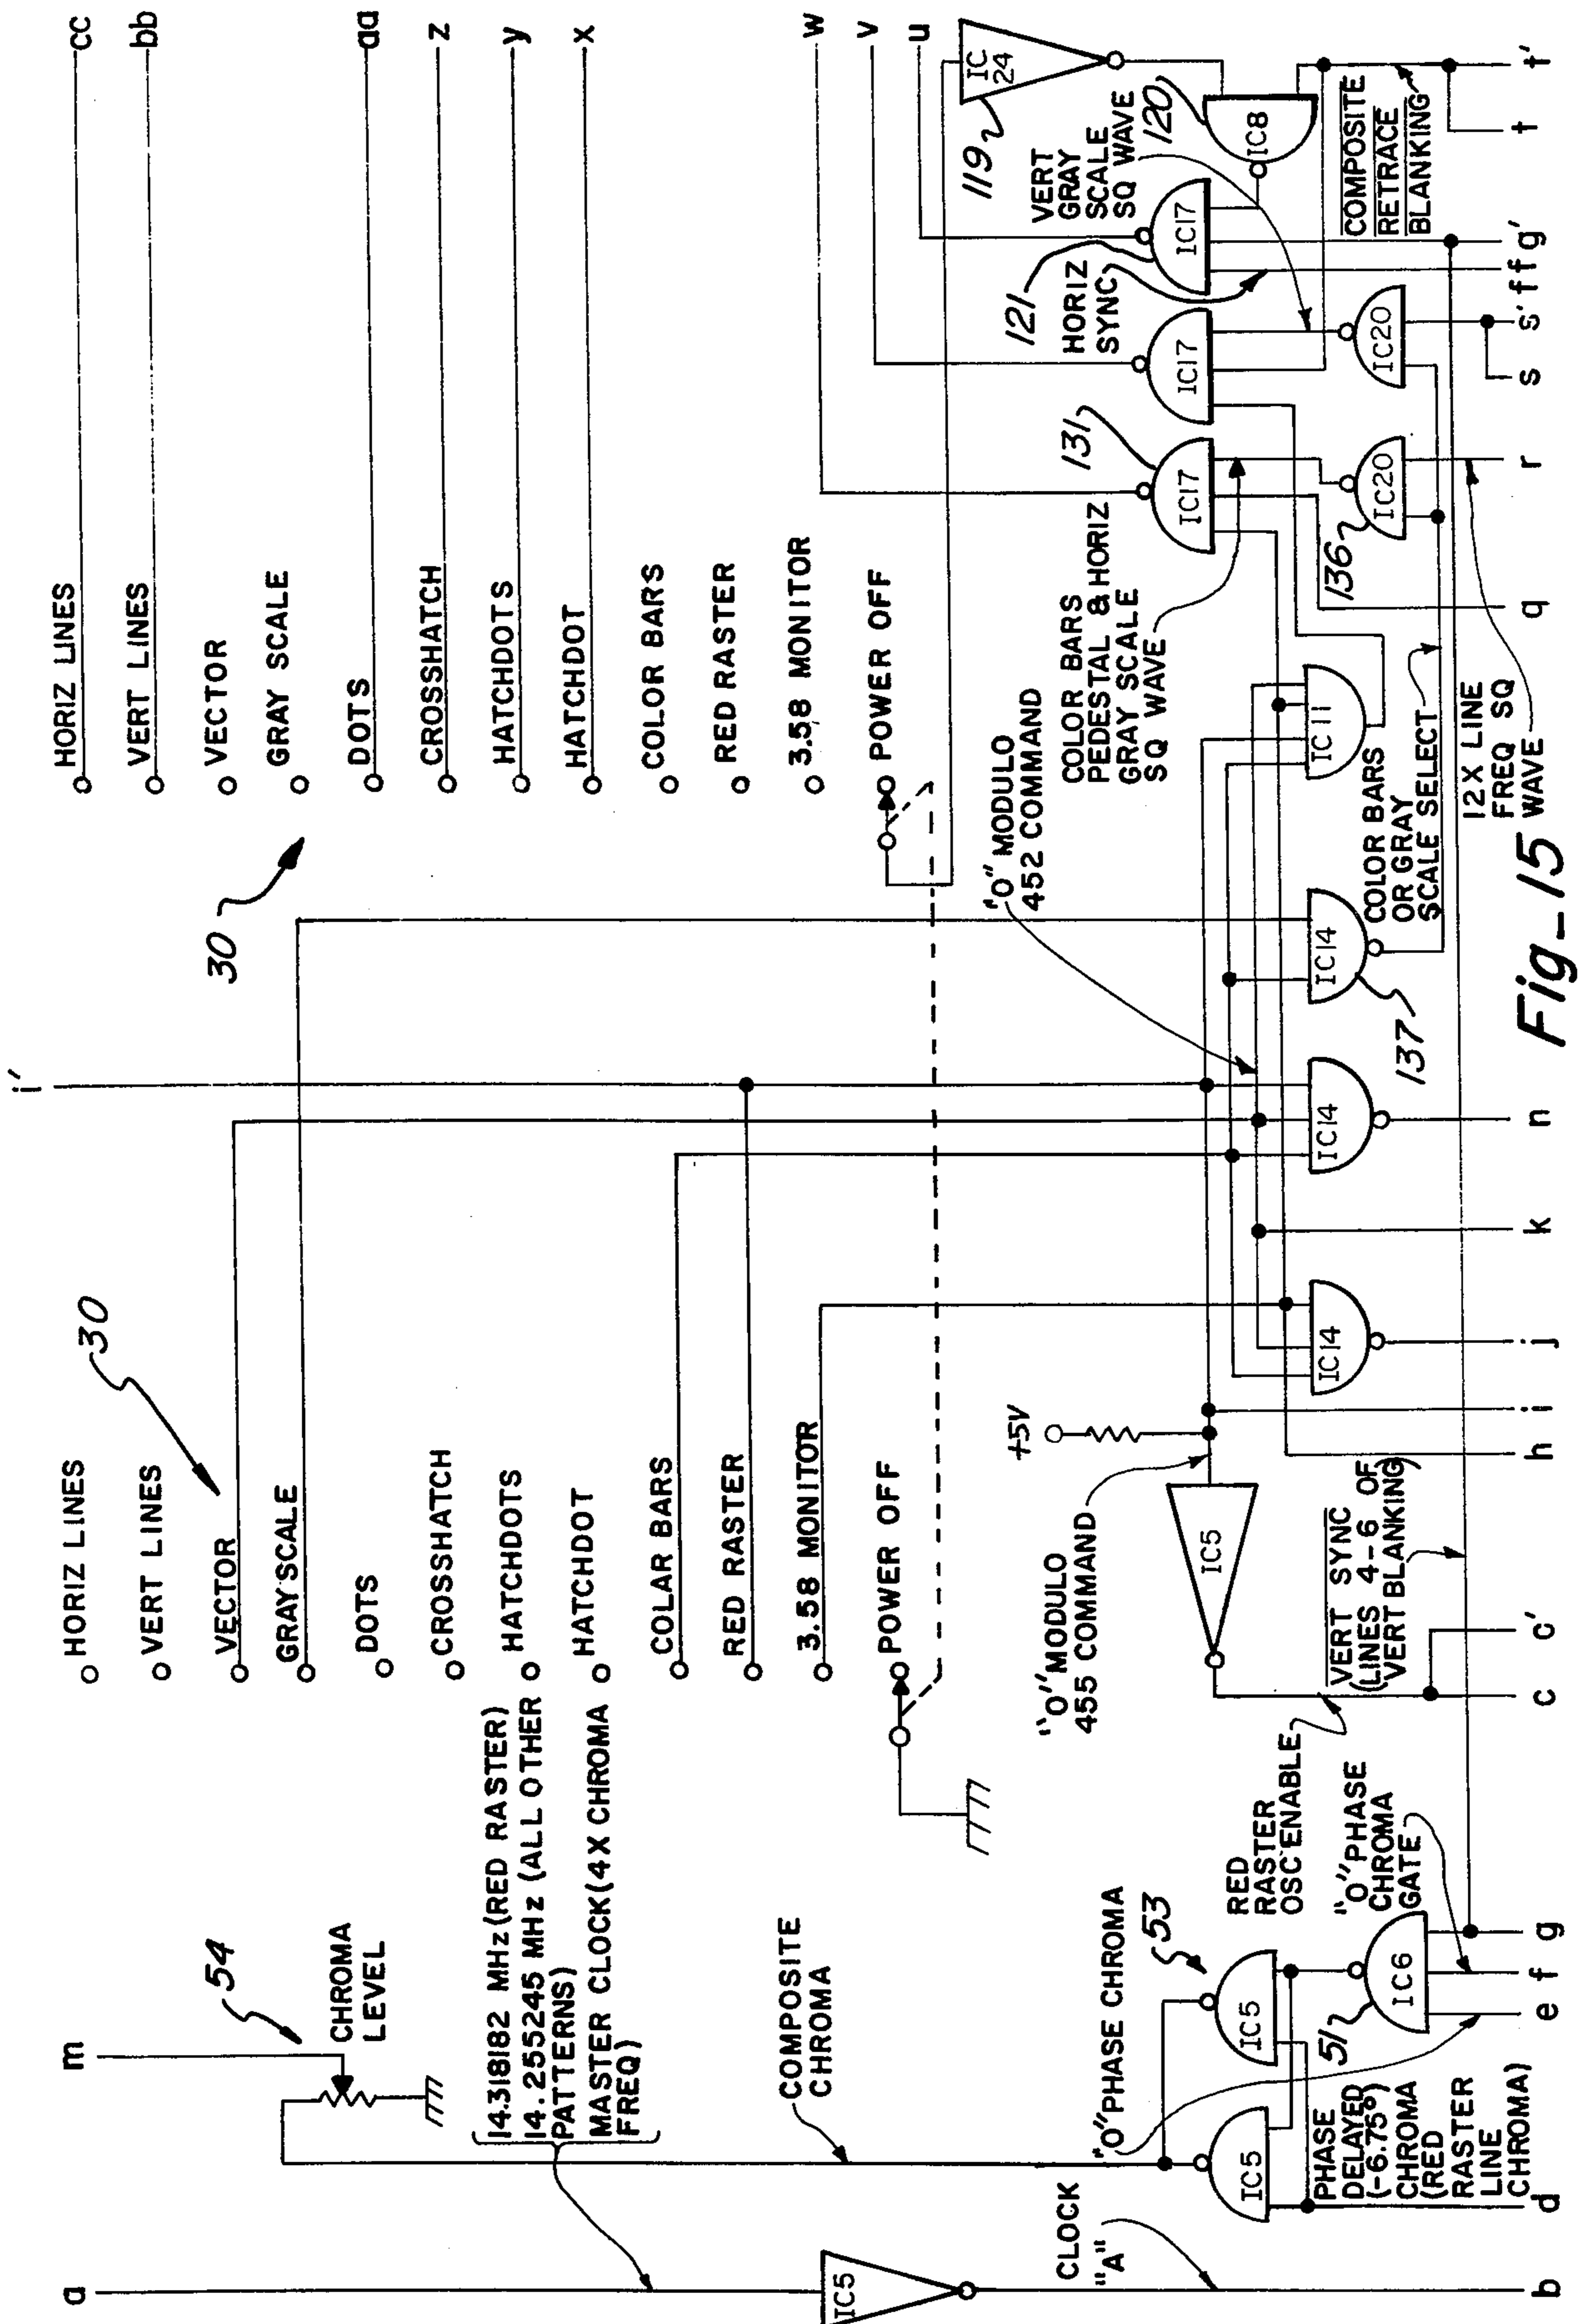 a
m
i'
54
CHROMA
LEVEL
30
HORIZ LINES
VERT LINES
VECTOR
GRAY SCALE
DOTS
CROSSHATCH
HATCHDOTS
HATCHDOT
COLAR BARS
RED RASTER
3.58 MONITOR
POWER OFF
30
HORIZ LINES
VERT LINES
VECTOR
GRAY SCALE
DOTS
CROSSHATCH
HATCHDOTS
HATCHDOT
COLOR BARS
RED RASTER
3.58 MONITOR
POWER OFF
cc
bb
aa
z
y
x
w
v
u
14.318182 MHz (RED RASTER)
14.255245 MHz (ALL OTHER
PATTERNS)
MASTER CLOCK (4X CHROMA
FREQ)
COMPOSITE
CHROMA
IC5
CLOCK
"A"
"O" PHASE CHROMA
53
IC5
IC5
51
IC6
PHASE
DELAYED
(-6.75°)
CHROMA
(RED
RASTER
LINE
CHROMA)
RED
RASTER
OSC ENABLE
"O" PHASE
CHROMA
GATE
"O" MODULO
455 COMMAND
IC5
+5V
VERT SYNC
(LINES 4-6 OF
VERT BLANKING)
IC14
IC14
IC14
137
"O" MODULO
452 COMMAND
IC11
COLOR BARS
OR GRAY
SCALE SELECT
COLOR BARS
PEDESTAL & HORIZ
GRAY SCALE
SQ WAVE
12X LINE
FREQ SQ
WAVE
131
IC17
136
IC20
IC17
IC20
HORIZ
SYNC
121
IC17
VERT
GRAY
SCALE
SQ WAVE
120
IC8
119
IC
24
COMPOSITE
RETRACE
BLANKING
b
d
e
f
g
c
c'
h
i
j
k
n
q
r
s
s'
ff
g'
t
t'
Fig_15